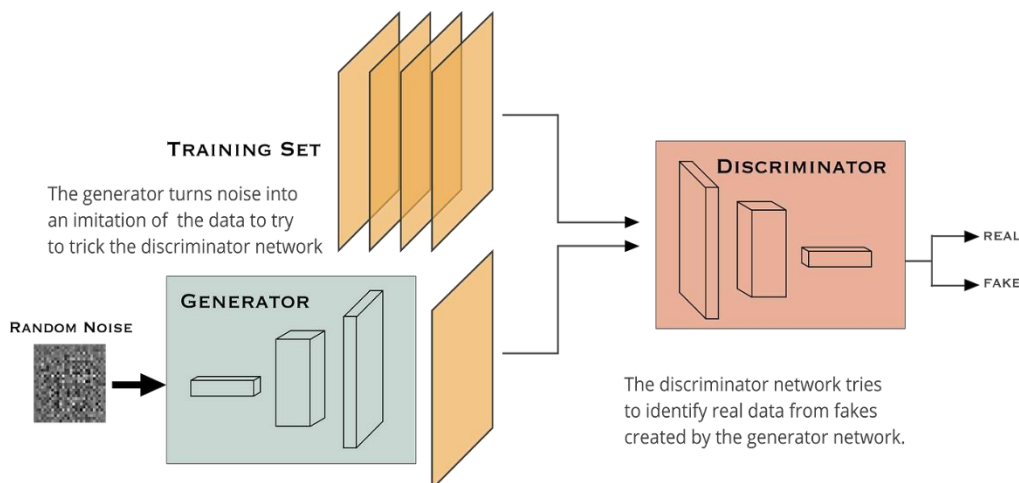 TRAINING SET
The generator turns noise into
an imitation of the data to try
to trick the discriminator network
GENERATOR
RANDOM NOISE
DISCRIMINATOR
REAL
FAKE
The discriminator network tries
to identify real data from fakes
created by the generator network.